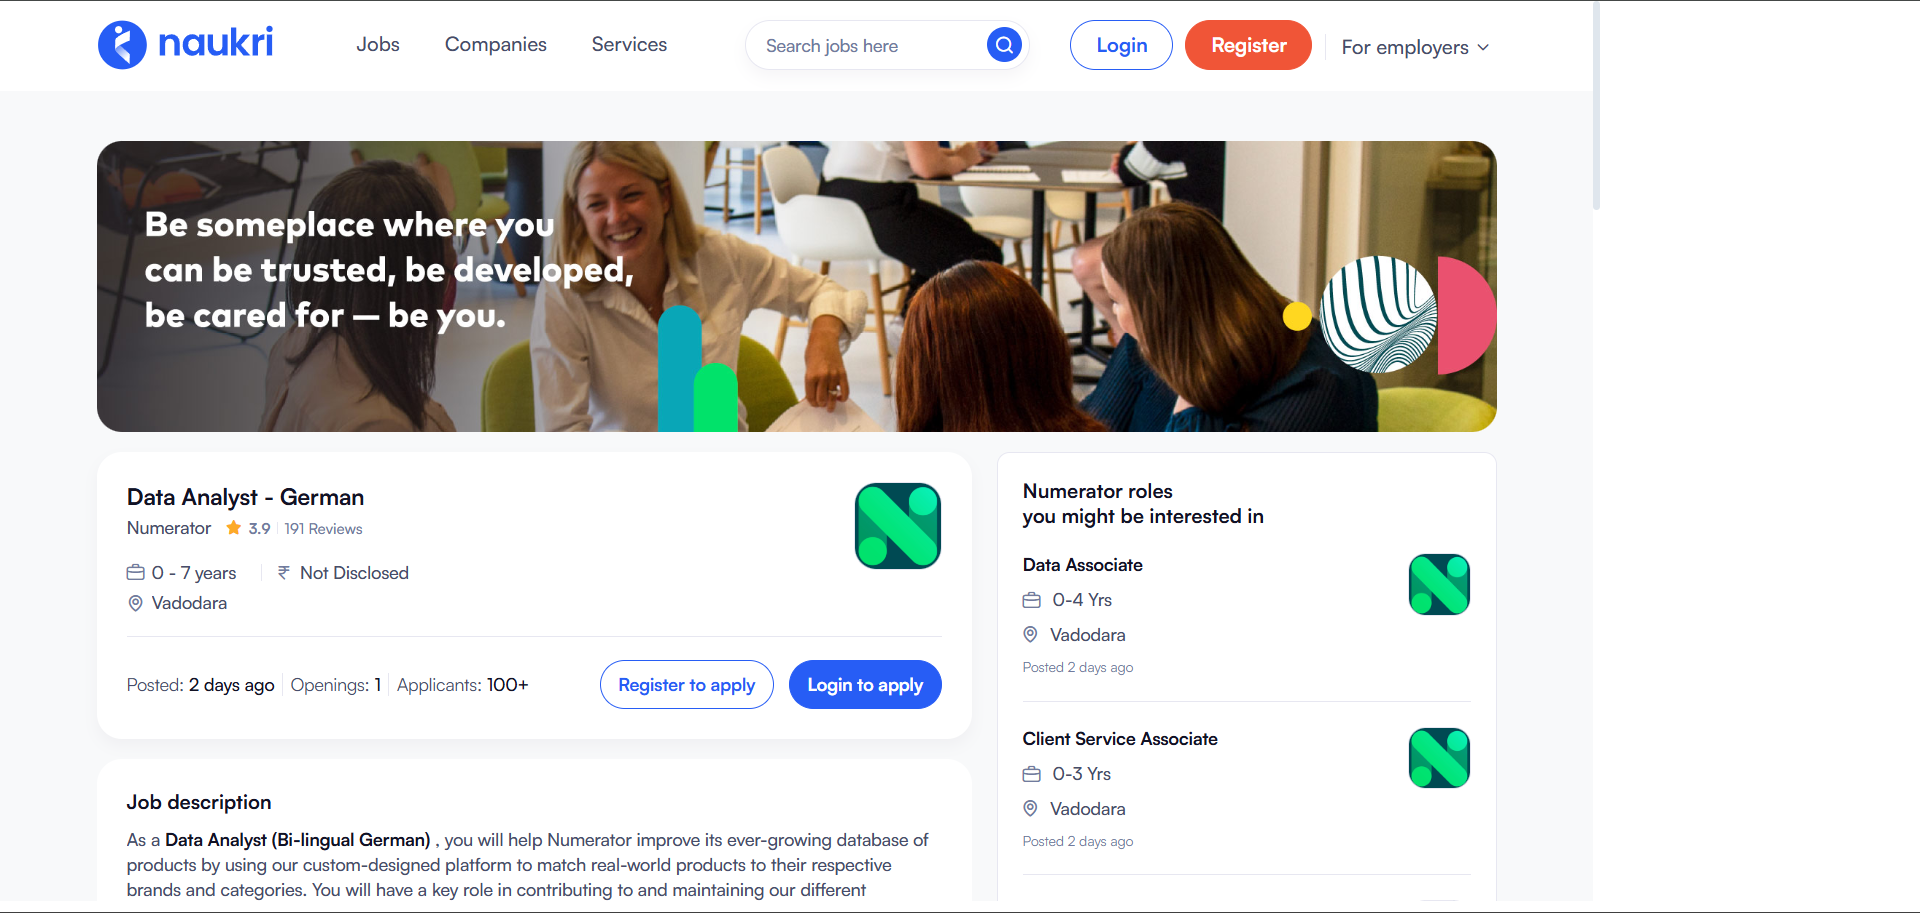 naukri
Jobs
Companies
Services
Search jobs here
Login
Register
For employers
Be someplace where you
can be trusted, be developed,
be cared for — be you.
Data Analyst - German
Numerator 3.9 191 Reviews
0 - 7 years ₹ Not Disclosed
Vadodara
Posted: 2 days ago Openings: 1 Applicants: 100+
Register to apply
Login to apply
Job description
As a Data Analyst (Bi-lingual German) , you will help Numerator improve its ever-growing database of
products by using our custom-designed platform to match real-world products to their respective
brands and categories. You will have a key role in contributing to and maintaining our different
Numerator roles
you might be interested in
Data Associate
0-4 Yrs
Vadodara
Posted 2 days ago
Client Service Associate
0-3 Yrs
Vadodara
Posted 2 days ago